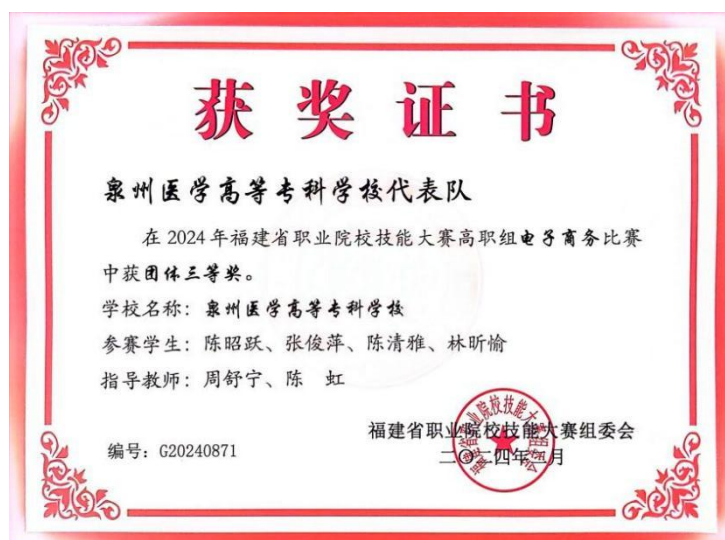 获奖证书
泉州医学高等专科学校代表队
在2024年福建省职业院校技能大赛高职组电子商务比赛
中获团体三等奖。
学校名称：泉州医学高等专科学校
参赛学生：陈昭跃、张俊萍、陈清雅、林昕愉
指导教师：周舒宁、陈 虹
福建省职业院校技能大赛组委会
编号：G20240871
二〇二四年 月